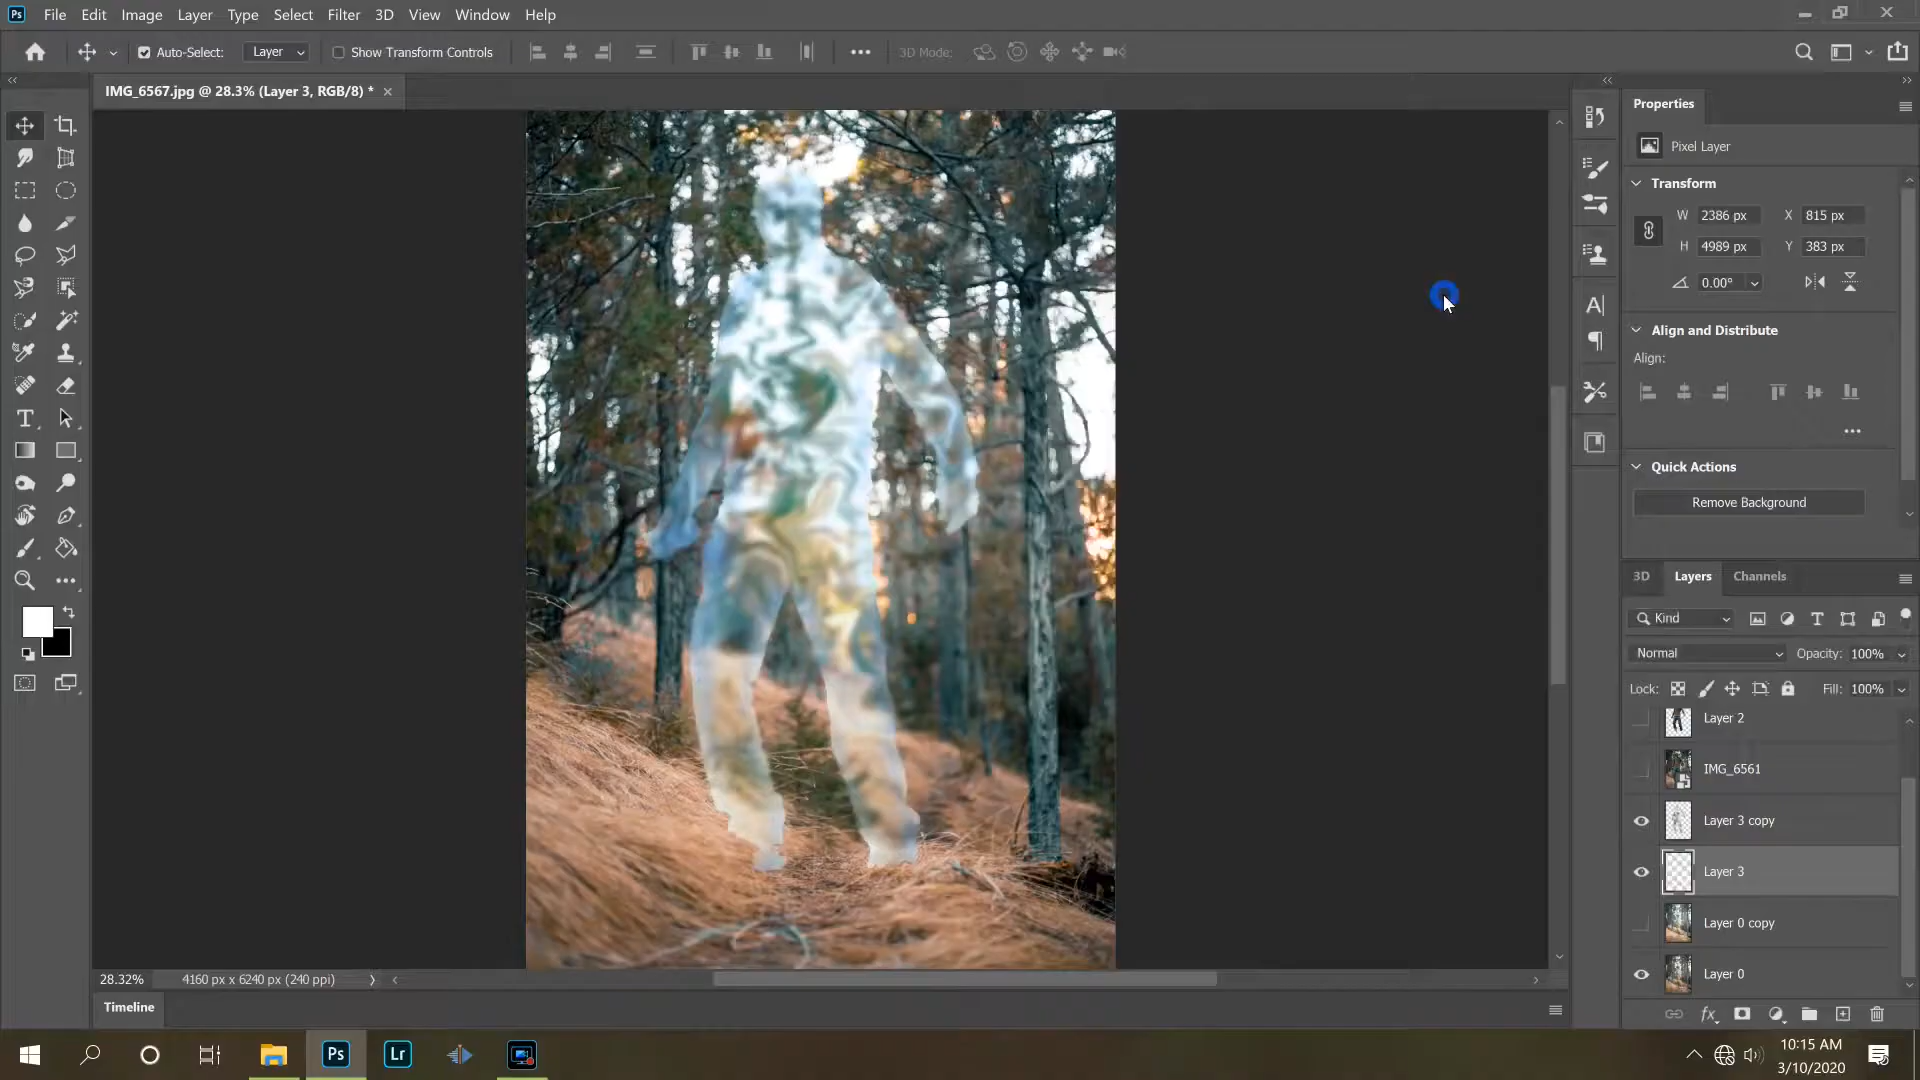 Ps File Edit Image Layer Type Select Filter 3D View Window Help
Auto-Select: Layer Show Transform Controls 3D Mode:
IMG_6567.jpg @ 28.3% (Layer 3, RGB/8) *
Properties
Pixel Layer
Transform
W 2386 px X 815 px
H 4989 px Y 383 px
0.00°
Align and Distribute
Align:
Quick Actions
Remove Background
3D Layers Channels
Kind
Normal Opacity: 100%
Lock: Fill: 100%
Layer 2
IMG_6561
Layer 3 copy
Layer 3
Layer 0 copy
Layer 0
fx
28.32% 4160 px x 6240 px (240 ppi)
Timeline
Ps Lr
10:15 AM
3/10/2020